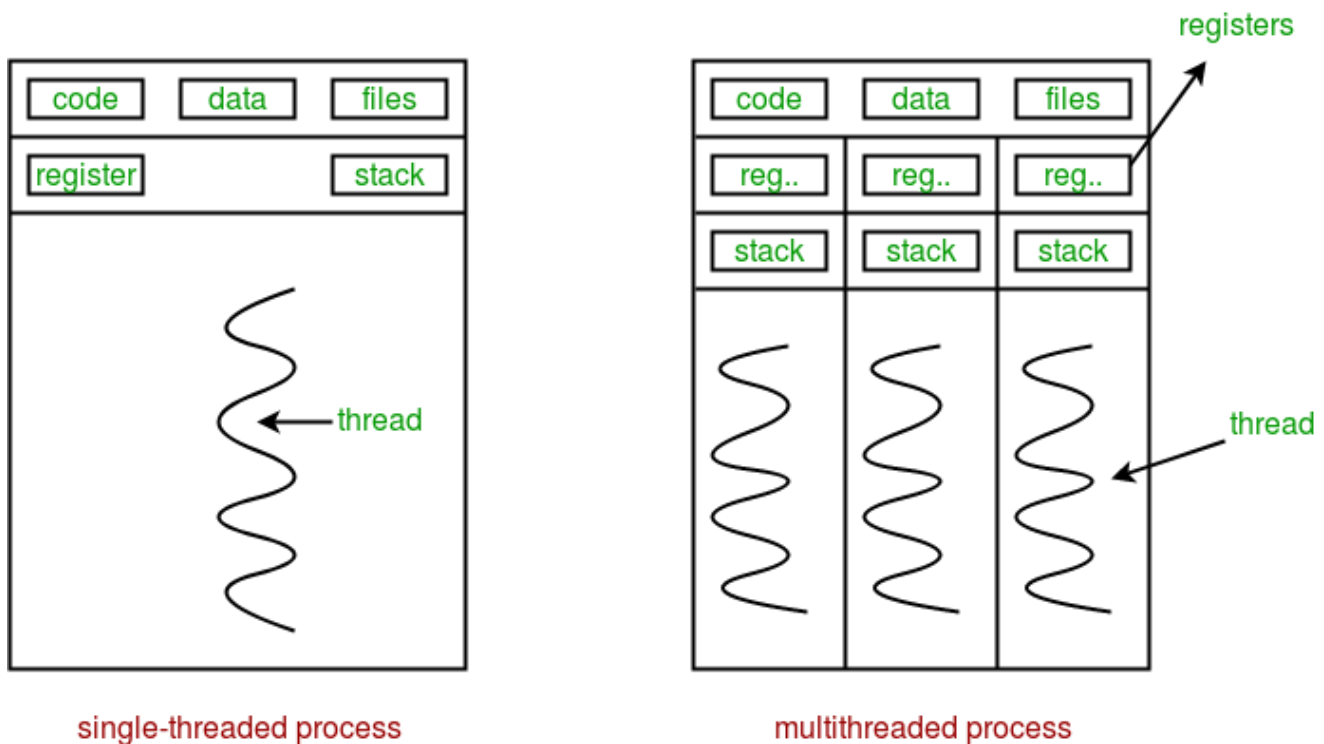 registers
code data files
register stack
thread
single-threaded process
code data files
reg.. reg.. reg..
stack stack stack
thread
multithreaded process